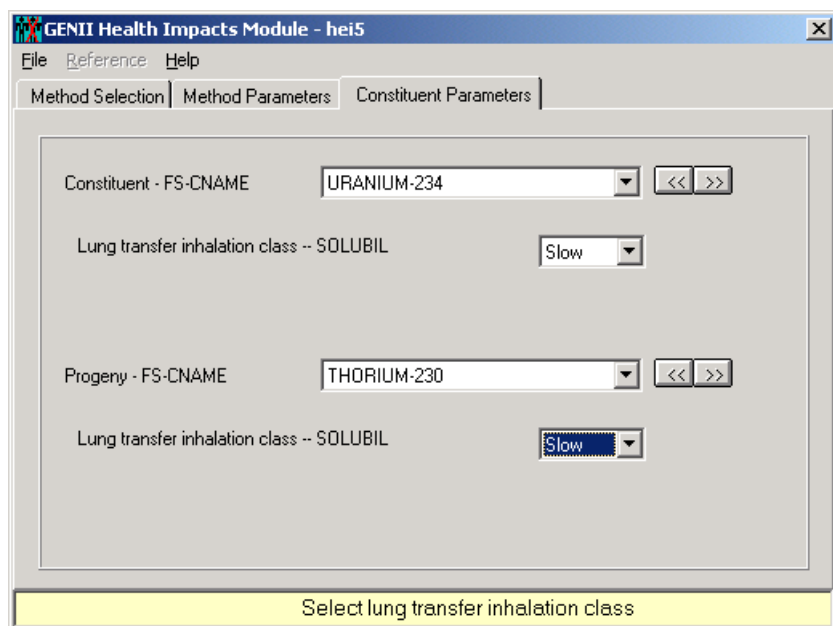 GENII Health Impacts Module - hei5
File Reference Help
Method Selection Method Parameters Constituent Parameters
Constituent - FS-CNAME URANIUM-234 << >>
Lung transfer inhalation class -- SOLUBIL Slow
Progeny - FS-CNAME THORIUM-230 << >>
Lung transfer inhalation class -- SOLUBIL Slow
Select lung transfer inhalation class